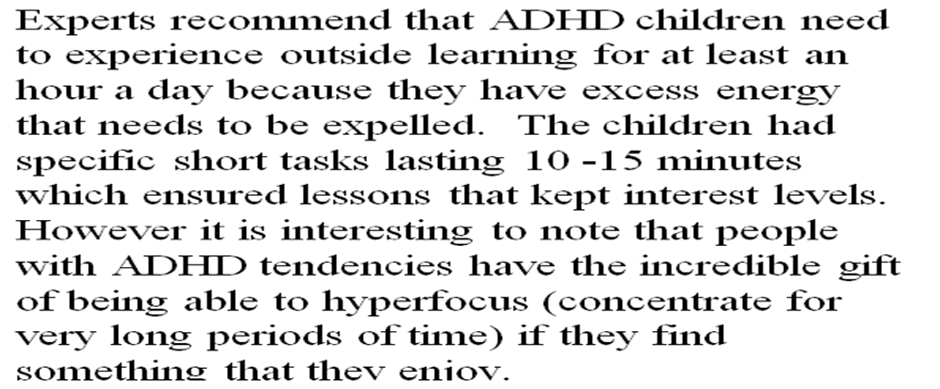 Experts recommend that ADHD children need
to experience outside learning for at least an
hour a day because they have excess energy
that needs to be expelled. The children had
specific short tasks lasting 10 -15 minutes
which ensured lessons that kept interest levels.
However it is interesting to note that people
with ADHD tendencies have the incredible gift
of being able to hyperfocus (concentrate for
very long periods of time) if they find
something that they enjoy.